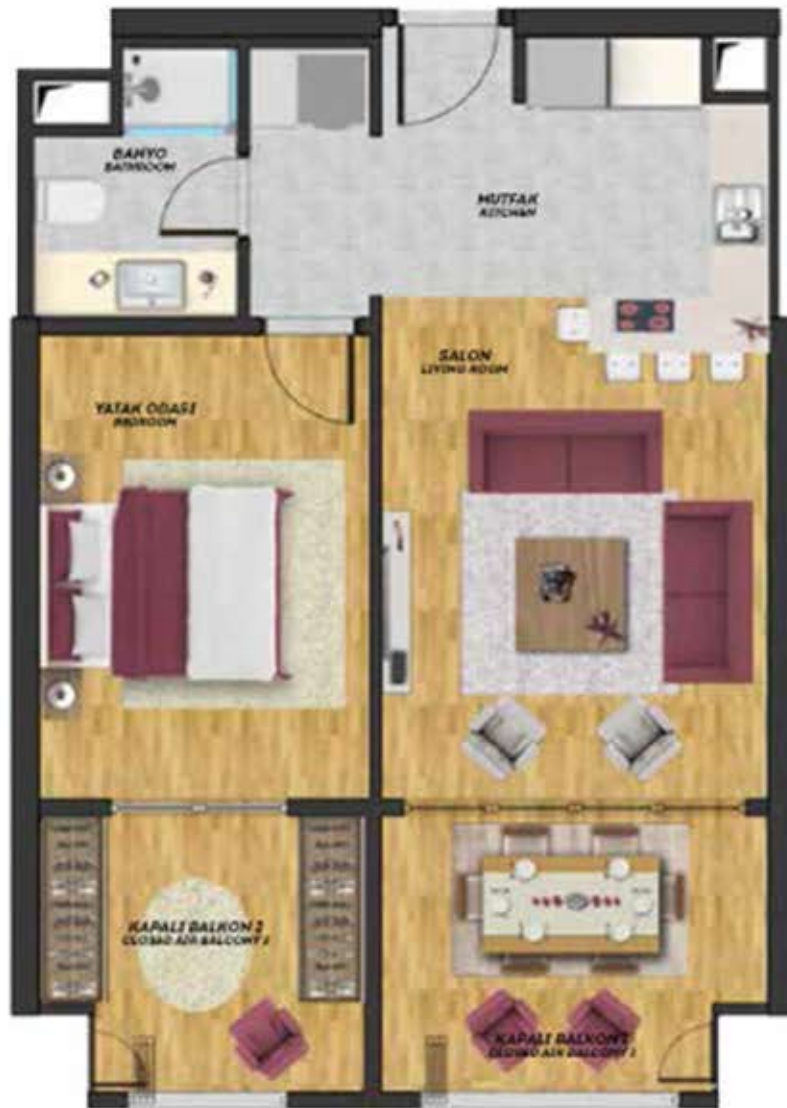 BANYO
BATHROOM
MUTFAK
KITCHEN
SALON
LIVING ROOM
YATAK ODASI
BEDROOM
KAPALI BALKON 2
CLOSED AIR BALCONY 2
KAPALI BALKON 1
CLOSED AIR BALCONY 1